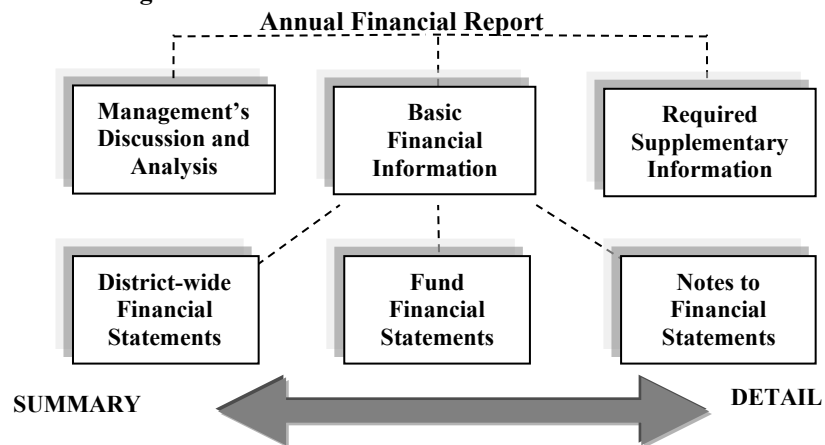 Annual Financial Report
Management’s
Discussion and
Analysis
Basic
Financial
Information
Required
Supplementary
Information
District-wide
Financial
Statements
Fund
Financial
Statements
Notes to
Financial
Statements
SUMMARY
DETAIL